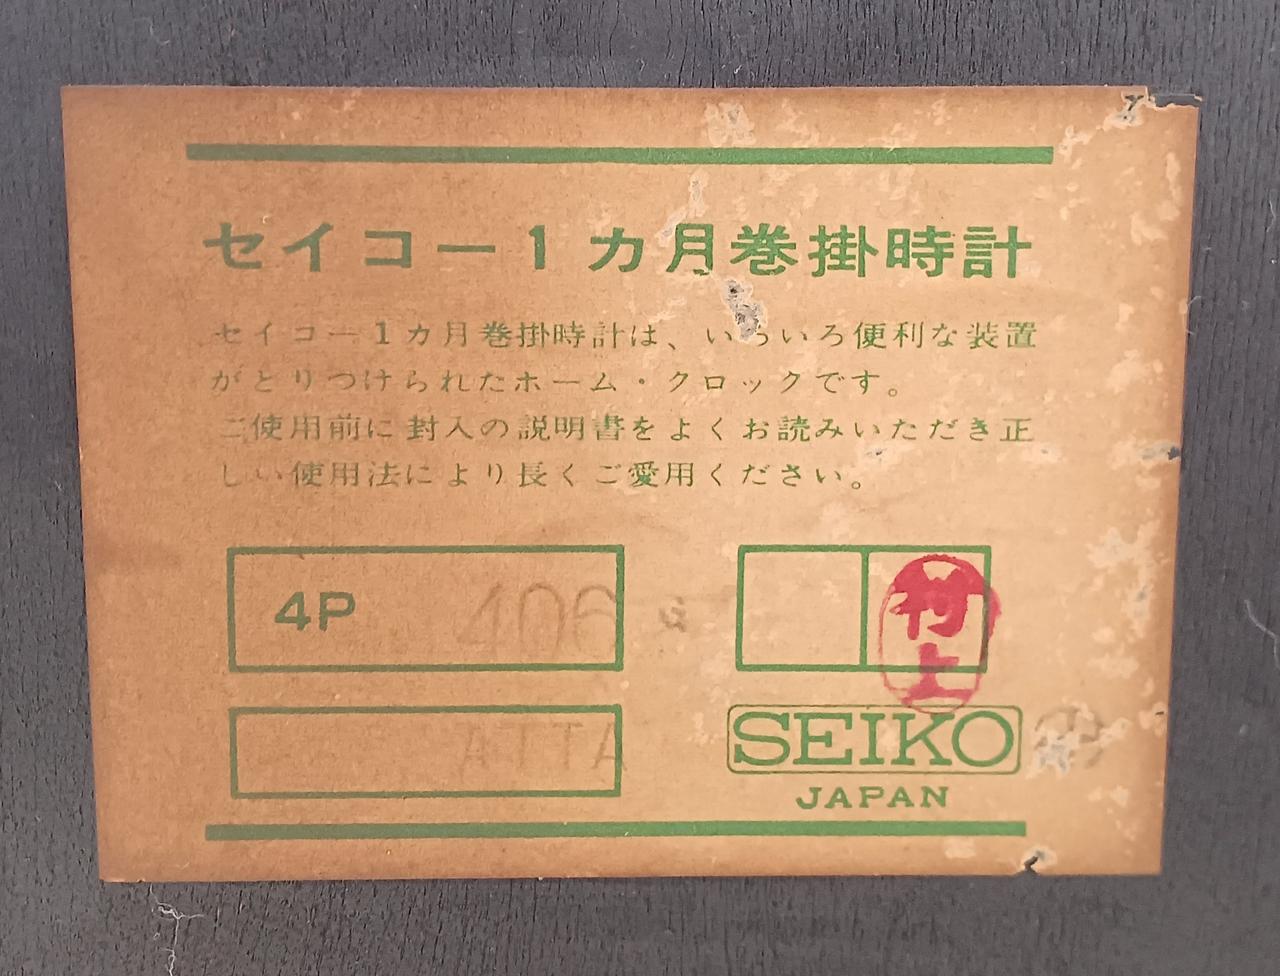 セイコー1カ月巻掛時計
セイコー1カ月巻掛時計は、いろいろ便利な装置
がとりつけられたホーム・クロックです。
ご使用前に封入の説明書をよくお読みいただき正
しい使用法により長くご愛用ください。
4P 406
村上
ATTA
SEIKO
JAPAN